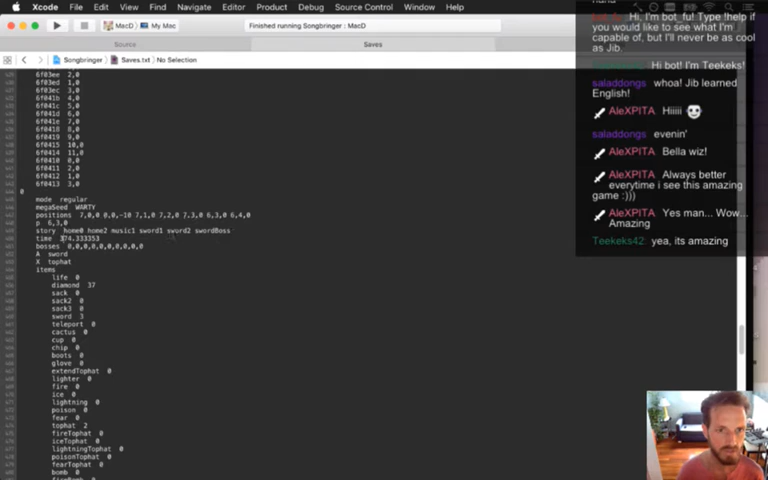 Xcode File Edit View Find Navigate Editor Product Debug Source Control Window Help
MacD My Mac
Finished running Songbringer : MacD
Source
Saves
Songbringer Saves.txt No Selection
6f03ee 2,0
6f03ed 1,0
6f03ec 3,0
6f041b 4,0
6f041c 5,0
6f041d 6,0
6f041e 7,0
6f0418 8,0
6f0419 9,0
6f0415 10,0
6f0414 11,0
6f0410 0,0
6f0411 2,0
6f0412 1,0
6f0413 3,0
0
mode regular
megaSeed WARTY
positions 7,0,0 0,0,-10 7,1,0 7,2,0 7,3,0 6,3,0 6,4,0
p 6,3,0
story home0 home2 music1 sword1 sword2 swordBoss
time 374.333353
bosses 0,0,0,0,0,0,0,0,0,0
A sword
X tophat
items
life 0
diamond 37
sack 0
sack2 0
sack3 0
sword 3
teleport 0
cactus 0
cup 0
chip 0
boots 0
glove 0
extendTophat 0
lighter 0
fire 0
ice 0
lightning 0
poison 0
fear 0
tophat 2
fireTophat 0
iceTophat 0
lightningTophat 0
poisonTophat 0
fearTophat 0
bomb 0
Hi, I'm bot_fu! Type !help if
you would like to see what I'm
capable of, but I'll never be as cool
as Jib.
Hi bot! I'm Teekeks!
saladdongs whoa! Jib learned
English!
AleXPITA Hiiiii
saladdongs evenin'
AleXPITA Bella wiz!
AleXPITA Always better
everytime i see this amazing
game :)))
AleXPITA Yes man... Wow...
Amazing
Teekeks42: yea, its amazing